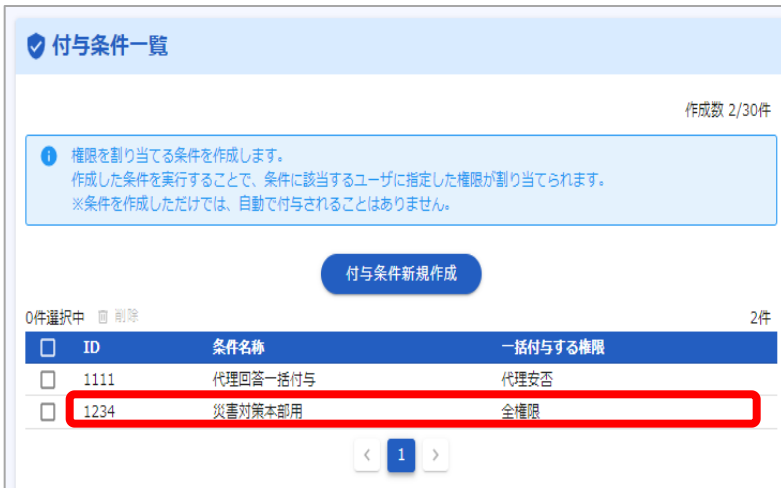 付与条件一覧
作成数 2/30件
権限を割り当てる条件を作成します。
作成した条件を実行することで、条件に該当するユーザに指定した権限が割り当てられます。
※条件を作成しただけでは、自動で付与されることはありません。
付与条件新規作成
0件選択中 削除 2件
ID 条件名称 一括付与する権限
1111 代理回答一括付与 代理安否
1234 災害対策本部用 全権限
1